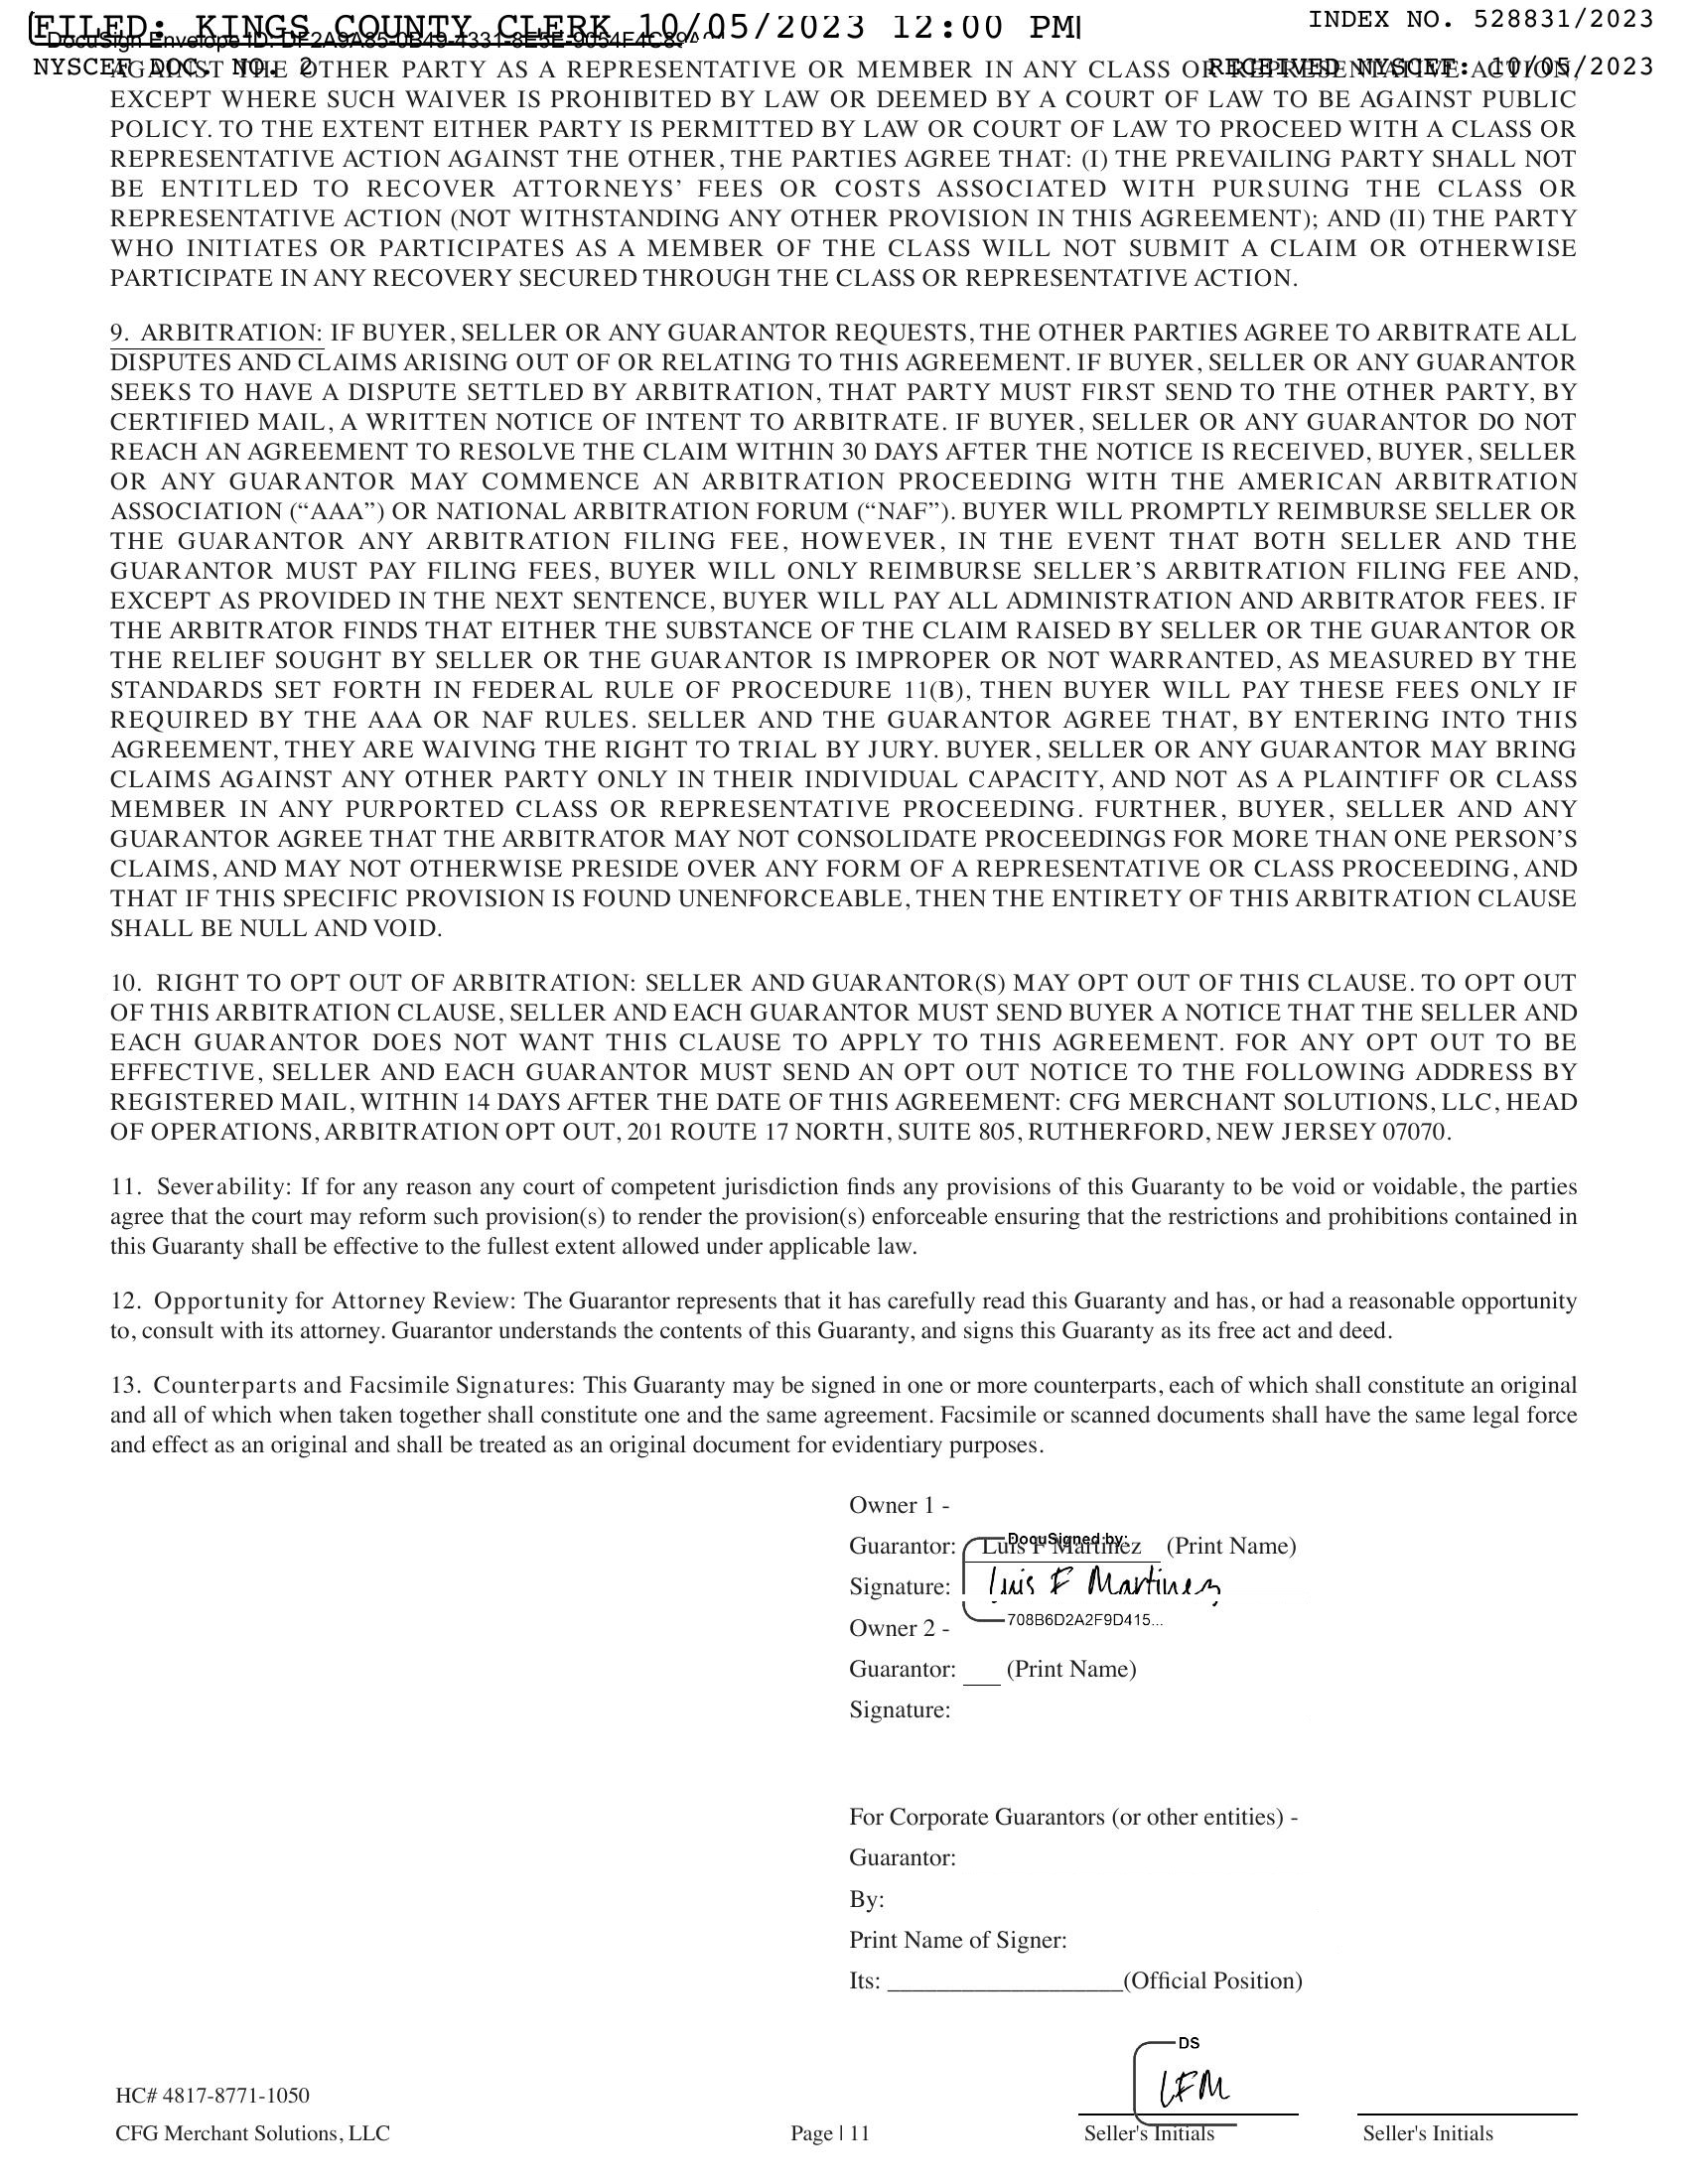 FILED: KINGS COUNTY CLERK 10/05/2023 12:00 PM
INDEX NO. 528831/2023
DocuSign Envelope ID: DF2A9A85-0B49-4331-8E5E-9054F4C89A
NYSCEF DOC. NO. 2
RECEIVED NYSCEF: 10/05/2023
AGAINST THE OTHER PARTY AS A REPRESENTATIVE OR MEMBER IN ANY CLASS OR REPRESENTATIVE ACTION,
EXCEPT WHERE SUCH WAIVER IS PROHIBITED BY LAW OR DEEMED BY A COURT OF LAW TO BE AGAINST PUBLIC
POLICY. TO THE EXTENT EITHER PARTY IS PERMITTED BY LAW OR COURT OF LAW TO PROCEED WITH A CLASS OR
REPRESENTATIVE ACTION AGAINST THE OTHER, THE PARTIES AGREE THAT: (I) THE PREVAILING PARTY SHALL NOT
BE ENTITLED TO RECOVER ATTORNEYS’ FEES OR COSTS ASSOCIATED WITH PURSUING THE CLASS OR
REPRESENTATIVE ACTION (NOT WITHSTANDING ANY OTHER PROVISION IN THIS AGREEMENT); AND (II) THE PARTY
WHO INITIATES OR PARTICIPATES AS A MEMBER OF THE CLASS WILL NOT SUBMIT A CLAIM OR OTHERWISE
PARTICIPATE IN ANY RECOVERY SECURED THROUGH THE CLASS OR REPRESENTATIVE ACTION.
9. ARBITRATION: IF BUYER, SELLER OR ANY GUARANTOR REQUESTS, THE OTHER PARTIES AGREE TO ARBITRATE ALL
DISPUTES AND CLAIMS ARISING OUT OF OR RELATING TO THIS AGREEMENT. IF BUYER, SELLER OR ANY GUARANTOR
SEEKS TO HAVE A DISPUTE SETTLED BY ARBITRATION, THAT PARTY MUST FIRST SEND TO THE OTHER PARTY, BY
CERTIFIED MAIL, A WRITTEN NOTICE OF INTENT TO ARBITRATE. IF BUYER, SELLER OR ANY GUARANTOR DO NOT
REACH AN AGREEMENT TO RESOLVE THE CLAIM WITHIN 30 DAYS AFTER THE NOTICE IS RECEIVED, BUYER, SELLER
OR ANY GUARANTOR MAY COMMENCE AN ARBITRATION PROCEEDING WITH THE AMERICAN ARBITRATION
ASSOCIATION (“AAA”) OR NATIONAL ARBITRATION FORUM (“NAF”). BUYER WILL PROMPTLY REIMBURSE SELLER OR
THE GUARANTOR ANY ARBITRATION FILING FEE, HOWEVER, IN THE EVENT THAT BOTH SELLER AND THE
GUARANTOR MUST PAY FILING FEES, BUYER WILL ONLY REIMBURSE SELLER’S ARBITRATION FILING FEE AND,
EXCEPT AS PROVIDED IN THE NEXT SENTENCE, BUYER WILL PAY ALL ADMINISTRATION AND ARBITRATOR FEES. IF
THE ARBITRATOR FINDS THAT EITHER THE SUBSTANCE OF THE CLAIM RAISED BY SELLER OR THE GUARANTOR OR
THE RELIEF SOUGHT BY SELLER OR THE GUARANTOR IS IMPROPER OR NOT WARRANTED, AS MEASURED BY THE
STANDARDS SET FORTH IN FEDERAL RULE OF PROCEDURE 11(B), THEN BUYER WILL PAY THESE FEES ONLY IF
REQUIRED BY THE AAA OR NAF RULES. SELLER AND THE GUARANTOR AGREE THAT, BY ENTERING INTO THIS
AGREEMENT, THEY ARE WAIVING THE RIGHT TO TRIAL BY JURY. BUYER, SELLER OR ANY GUARANTOR MAY BRING
CLAIMS AGAINST ANY OTHER PARTY ONLY IN THEIR INDIVIDUAL CAPACITY, AND NOT AS A PLAINTIFF OR CLASS
MEMBER IN ANY PURPORTED CLASS OR REPRESENTATIVE PROCEEDING. FURTHER, BUYER, SELLER AND ANY
GUARANTOR AGREE THAT THE ARBITRATOR MAY NOT CONSOLIDATE PROCEEDINGS FOR MORE THAN ONE PERSON’S
CLAIMS, AND MAY NOT OTHERWISE PRESIDE OVER ANY FORM OF A REPRESENTATIVE OR CLASS PROCEEDING, AND
THAT IF THIS SPECIFIC PROVISION IS FOUND UNENFORCEABLE, THEN THE ENTIRETY OF THIS ARBITRATION CLAUSE
SHALL BE NULL AND VOID.
10. RIGHT TO OPT OUT OF ARBITRATION: SELLER AND GUARANTOR(S) MAY OPT OUT OF THIS CLAUSE. TO OPT OUT
OF THIS ARBITRATION CLAUSE, SELLER AND EACH GUARANTOR MUST SEND BUYER A NOTICE THAT THE SELLER AND
EACH GUARANTOR DOES NOT WANT THIS CLAUSE TO APPLY TO THIS AGREEMENT. FOR ANY OPT OUT TO BE
EFFECTIVE, SELLER AND EACH GUARANTOR MUST SEND AN OPT OUT NOTICE TO THE FOLLOWING ADDRESS BY
REGISTERED MAIL, WITHIN 14 DAYS AFTER THE DATE OF THIS AGREEMENT: CFG MERCHANT SOLUTIONS, LLC, HEAD
OF OPERATIONS, ARBITRATION OPT OUT, 201 ROUTE 17 NORTH, SUITE 805, RUTHERFORD, NEW JERSEY 07070.
11. Severability: If for any reason any court of competent jurisdiction finds any provisions of this Guaranty to be void or voidable, the parties
agree that the court may reform such provision(s) to render the provision(s) enforceable ensuring that the restrictions and prohibitions contained in
this Guaranty shall be effective to the fullest extent allowed under applicable law.
12. Opportunity for Attorney Review: The Guarantor represents that it has carefully read this Guaranty and has, or had a reasonable opportunity
to, consult with its attorney. Guarantor understands the contents of this Guaranty, and signs this Guaranty as its free act and deed.
13. Counterparts and Facsimile Signatures: This Guaranty may be signed in one or more counterparts, each of which shall constitute an original
and all of which when taken together shall constitute one and the same agreement. Facsimile or scanned documents shall have the same legal force
and effect as an original and shall be treated as an original document for evidentiary purposes.
Owner 1 -
DocuSigned by:
Guarantor: Luis F Martinez (Print Name)
Signature: Luis F Martinez
708B6D2A2F9D415...
Owner 2 -
Guarantor: ___ (Print Name)
Signature:
For Corporate Guarantors (or other entities) -
Guarantor:
By:
Print Name of Signer:
Its: ___________________(Official Position)
DS
LFM
HC# 4817-8771-1050
CFG Merchant Solutions, LLC
Page | 11
Seller's Initials
Seller's Initials